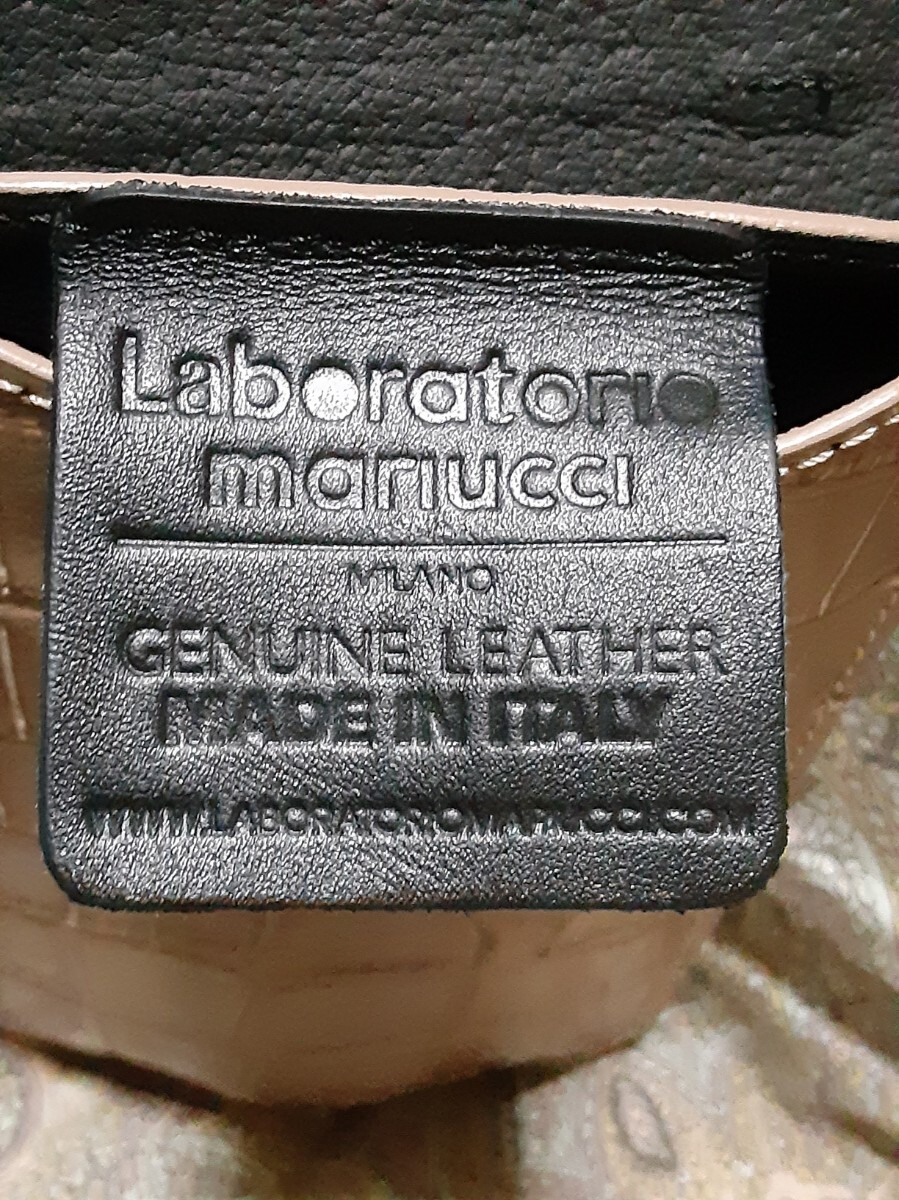 Laboratorio
mariucci
MILANO
GENUINE LEATHER
MADE IN ITALY
WWW.LABORATORIOMARIUCCI.COM